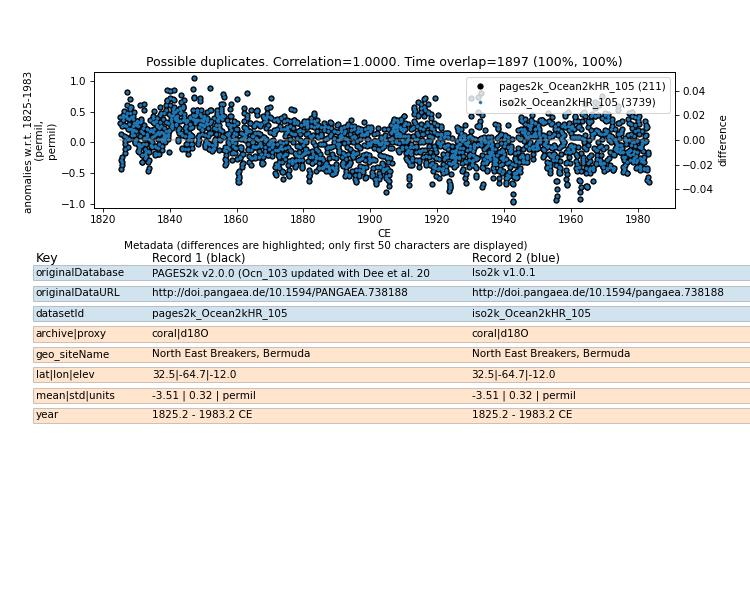 Possible duplicates. Correlation=1.0000. Time overlap=1897 (100%, 100%)
anomalies w.r.t. 1825-1983
(permil,
permil)
1.0
0.5
0.0
−0.5
−1.0
pages2k_Ocean2kHR_105 (211)
iso2k_Ocean2kHR_105 (3739)
0.04
0.02
0.00
−0.02
−0.04
difference
1820 1840 1860 1880 1900 1920 1940 1960 1980
CE
Metadata (differences are highlighted; only first 50 characters are displayed)
Key Record 1 (black) Record 2 (blue)
originalDatabase PAGES2k v2.0.0 (Ocn_103 updated with Dee et al. 20 Iso2k v1.0.1
originalDataURL http://doi.pangaea.de/10.1594/PANGAEA.738188 http://doi.pangaea.de/10.1594/pangaea.738188
datasetId pages2k_Ocean2kHR_105 iso2k_Ocean2kHR_105
archive|proxy coral|d18O coral|d18O
geo_siteName North East Breakers, Bermuda North East Breakers, Bermuda
lat|lon|elev 32.5|-64.7|-12.0 32.5|-64.7|-12.0
mean|std|units -3.51 | 0.32 | permil -3.51 | 0.32 | permil
year 1825.2 - 1983.2 CE 1825.2 - 1983.2 CE